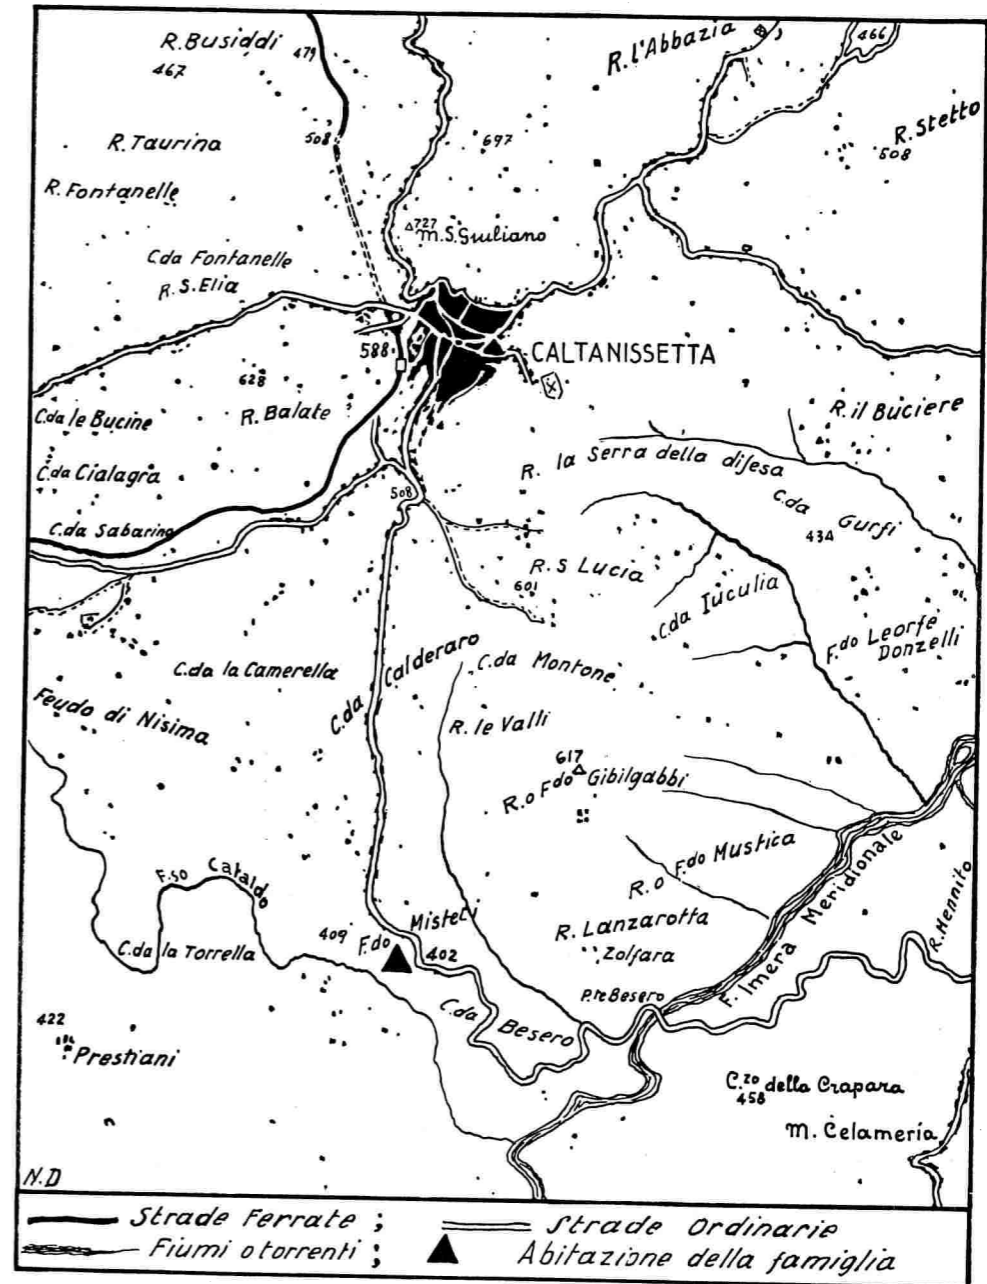 R. Busiddi
479
467
R. l'Abbazia
466
R. Stetto
508
508
697
R. Taurina
R. Fontanelle
727
M. S. Giuliano
C.da Fontanelle
R. S. Elia
588
CALTANISSETTA
628
R. Balate
C.da le Bucine
R. il Buciere
C.da Cialagra
R. la Serra della difesa
508
C.da Gurfi
434
C.da Sabarino
R. S Lucia
601
C.da Iuculia
F.do Leorfe
Donzelli
C.da la Camerella
C.da Calderaro
C.da Montone
Feudo di Nisima
R. le Valli
617
R. o F.do Gibilgabbi
R. o F.do Mustica
F.so Cataldo
R. Lanzarotta
Zolfara
F. Imera Meridionale
R. Mennito
409
F.do Misteci
402
C.da la Torrella
P.te Besero
C.da Besero
422
Prestiani
C.zo della Crapara
458
M. Celameria
N.D
Strade Ferrate ;
Strade Ordinarie
Fiumi o torrenti ;
Abitazione della famiglia